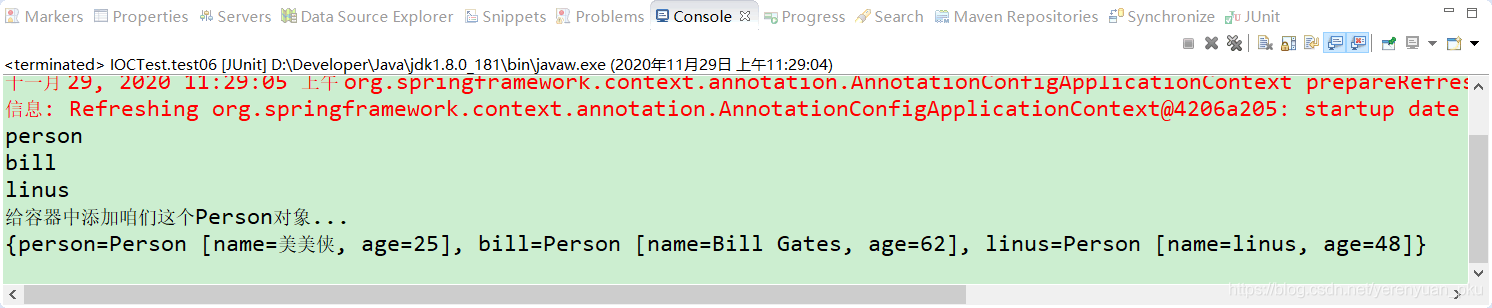 Markers Properties Servers Data Source Explorer Snippets Problems Console Progress Search Maven Repositories Synchronize JUnit
<terminated> IOCTest.test06 [JUnit] D:\Developer\Java\jdk1.8.0_181\bin\javaw.exe (2020年11月29日 上午11:29:04)
十一月 29, 2020 11:29:05 上午 org.springframework.context.annotation.AnnotationConfigApplicationContext prepareRefres
信息: Refreshing org.springframework.context.annotation.AnnotationConfigApplicationContext@4206a205: startup date
person
bill
linus
给容器中添加咱们这个Person对象...
{person=Person [name=美美侠, age=25], bill=Person [name=Bill Gates, age=62], linus=Person [name=linus, age=48]}
https://blog.csdn.net/yerenyuan_pku